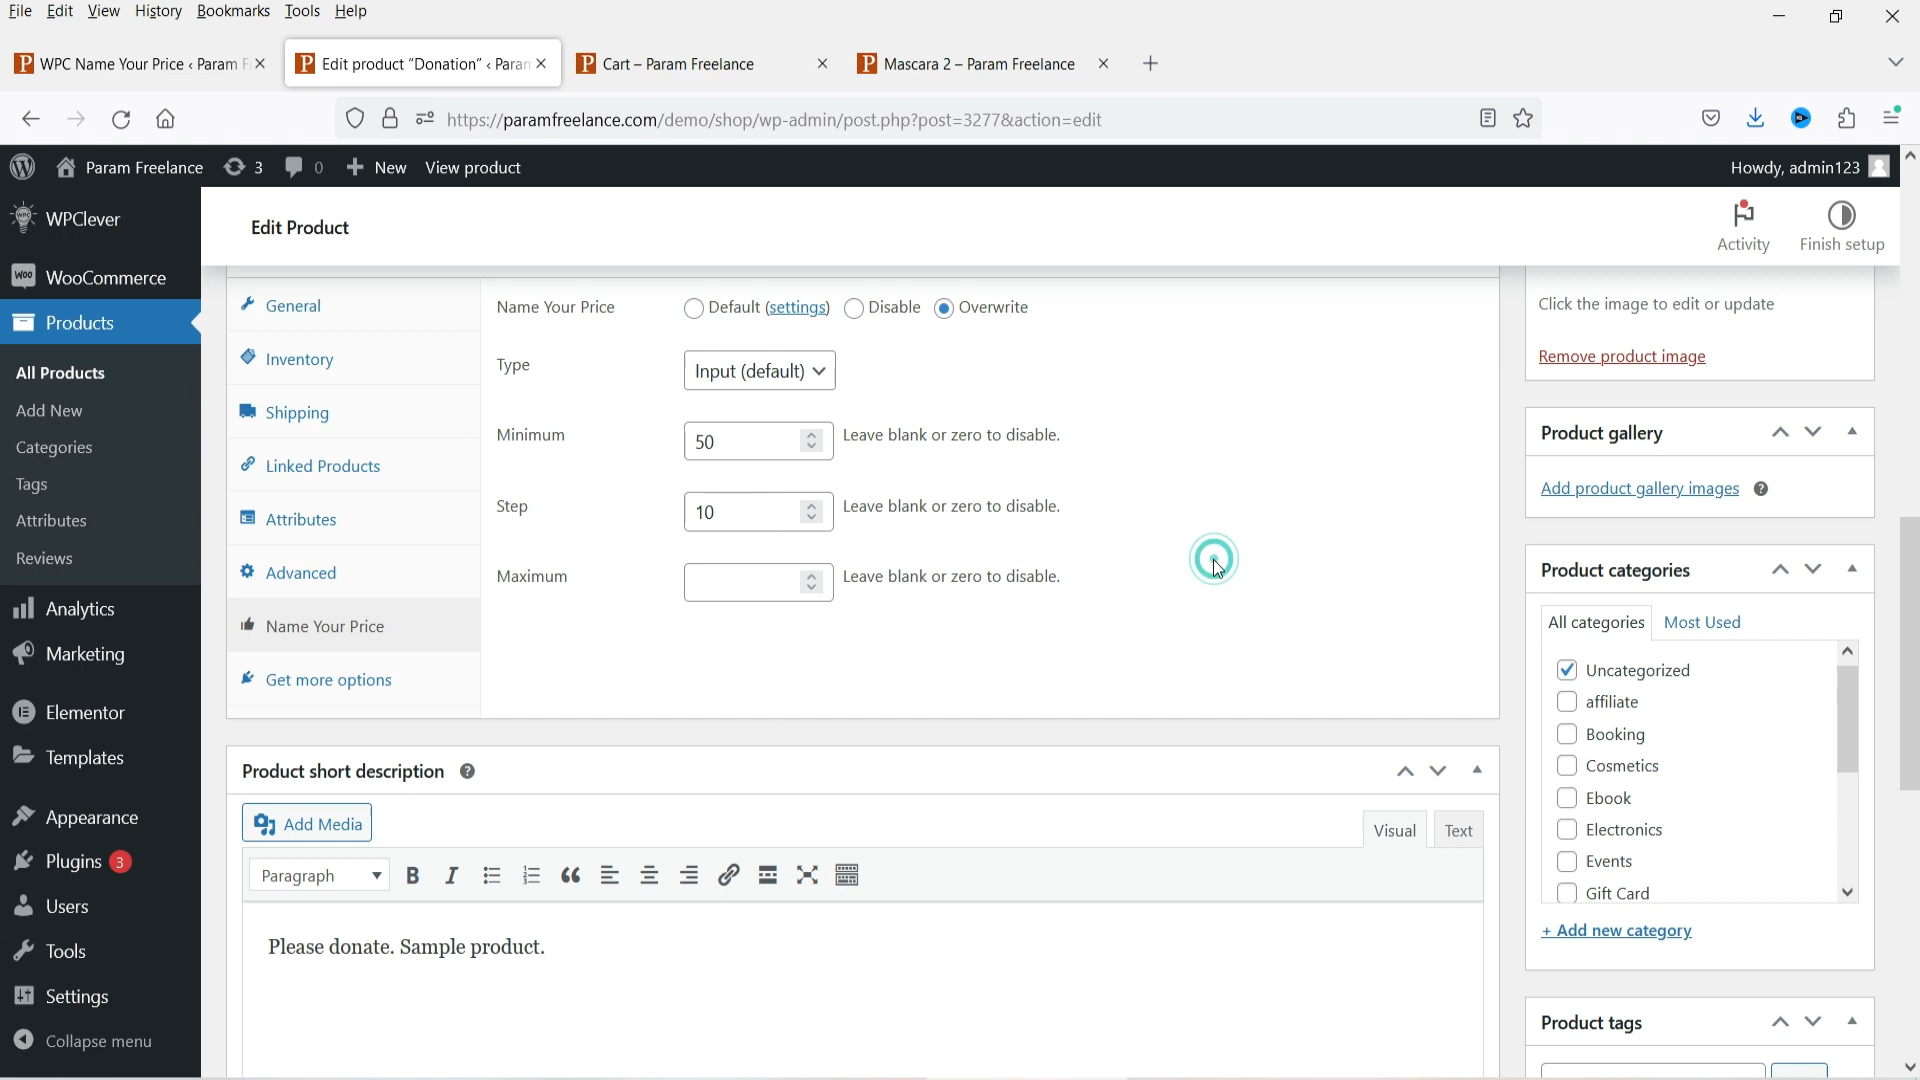 File Edit View History Bookmarks Tools Help
WPC Name Your Price ‹ Param F
Edit product “Donation” ‹ Param
Cart – Param Freelance
Mascara 2 – Param Freelance
https://paramfreelance.com/demo/shop/wp-admin/post.php?post=3277&action=edit
Param Freelance 3 0 New View product
Howdy, admin123
WPClever
WooCommerce
Products
All Products
Add New
Categories
Tags
Attributes
Reviews
Analytics
Marketing
Elementor
Templates
Appearance
Plugins 3
Users
Tools
Settings
Collapse menu
Edit Product
Activity
Finish setup
General
Inventory
Shipping
Linked Products
Attributes
Advanced
Name Your Price
Get more options
Name Your Price Default (settings) Disable Overwrite
Type Input (default)
Minimum 50 Leave blank or zero to disable.
Step 10 Leave blank or zero to disable.
Maximum Leave blank or zero to disable.
Product short description
Add Media
Visual Text
Paragraph
Please donate. Sample product.
Click the image to edit or update
Remove product image
Product gallery
Add product gallery images
Product categories
All categories Most Used
Uncategorized
affiliate
Booking
Cosmetics
Ebook
Electronics
Events
Gift Card
+ Add new category
Product tags